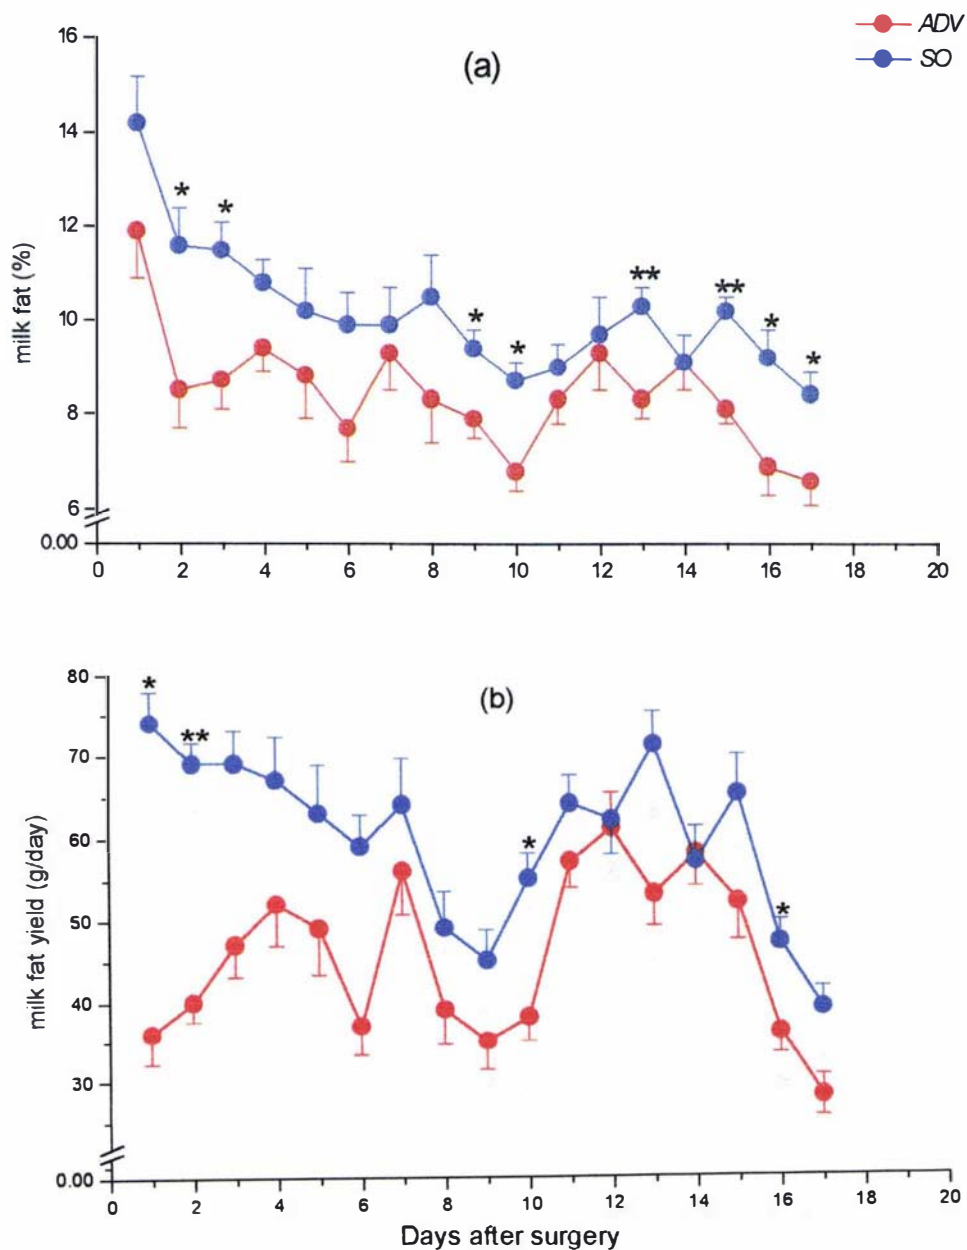 ADV
SO
(a)
16
14
12
10
8
6
0.00
milk fat (%)
* * * * ** ** * *
0 2 4 6 8 10 12 14 16 18 20
(b)
80
70
60
50
40
30
0.00
milk fat yield (g/day)
* ** * *
0 2 4 6 8 10 12 14 16 18 20
Days after surgery